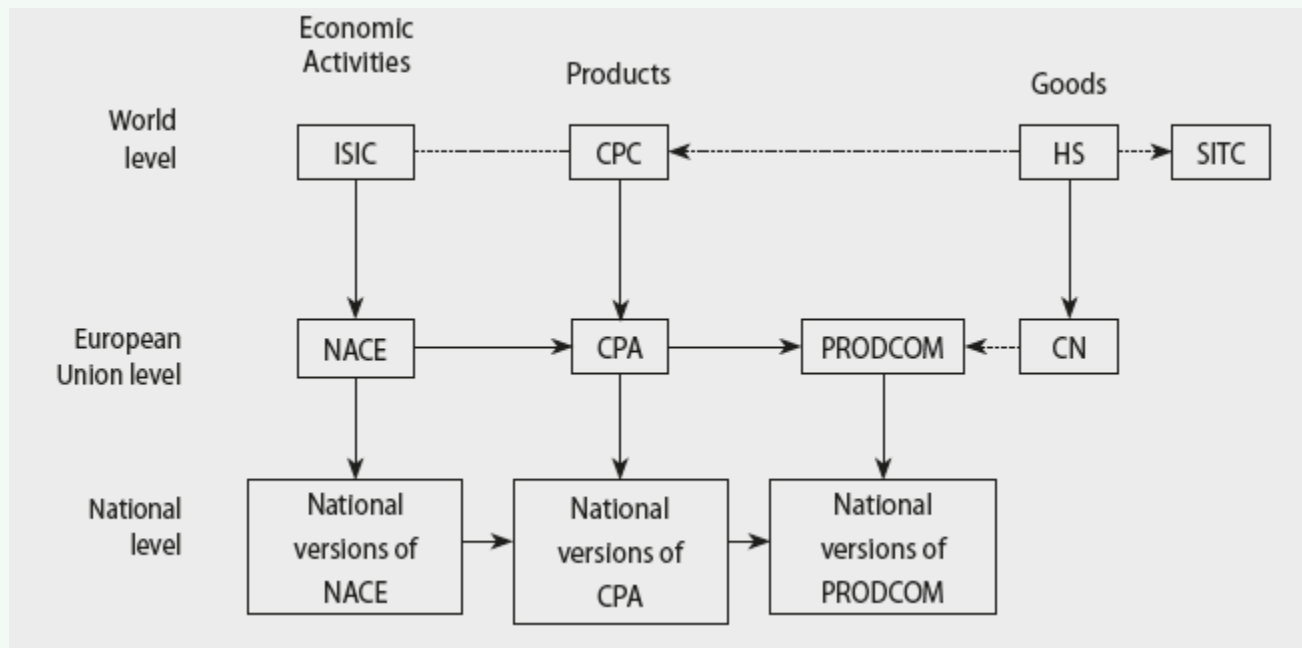 Economic
Activities
Products
Goods
World
level
ISIC
CPC
HS
SITC
European
Union level
NACE
CPA
PRODCOM
CN
National
level
National
versions of
NACE
National
versions of
CPA
National
versions of
PRODCOM